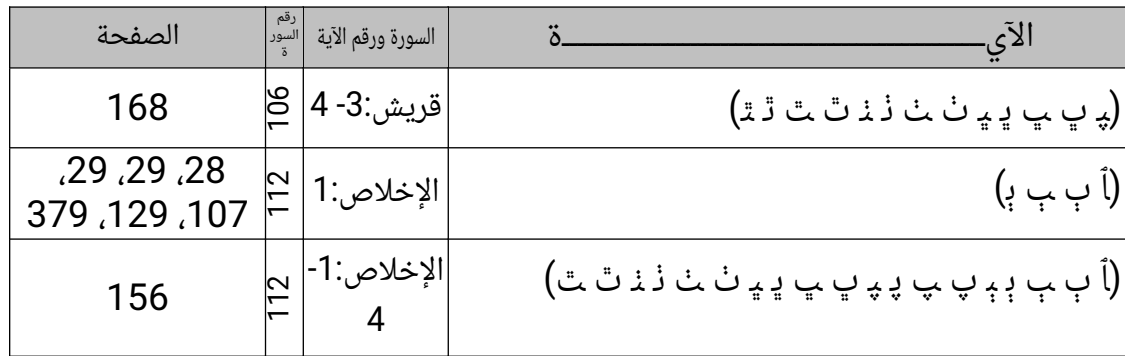 الآيــــــــــــــــــــــــــــــــــــــة السورة ورقم الآية رقم السورة الصفحة
(ﭙ ﭚ ﭛ ﭜ ﭝ ﭞ ﭟ ﭠ ﭡ ﭢ ﭣ ﭤ ﭥ) قريش:3- 4 106 168
(ﭑ ﭒ ﭓ ﭔ) الإخلاص:1 112 28، 29، 29،
107، 129، 379
(ﭑ ﭒ ﭓ ﭔ ﭕ ﭖ ﭗ ﭘ ﭙ ﭚ ﭛ ﭜ ﭝ ﭞ ﭟ ﭠ ﭡ ﭢ ﭣ) الإخلاص:1-
4 112 156